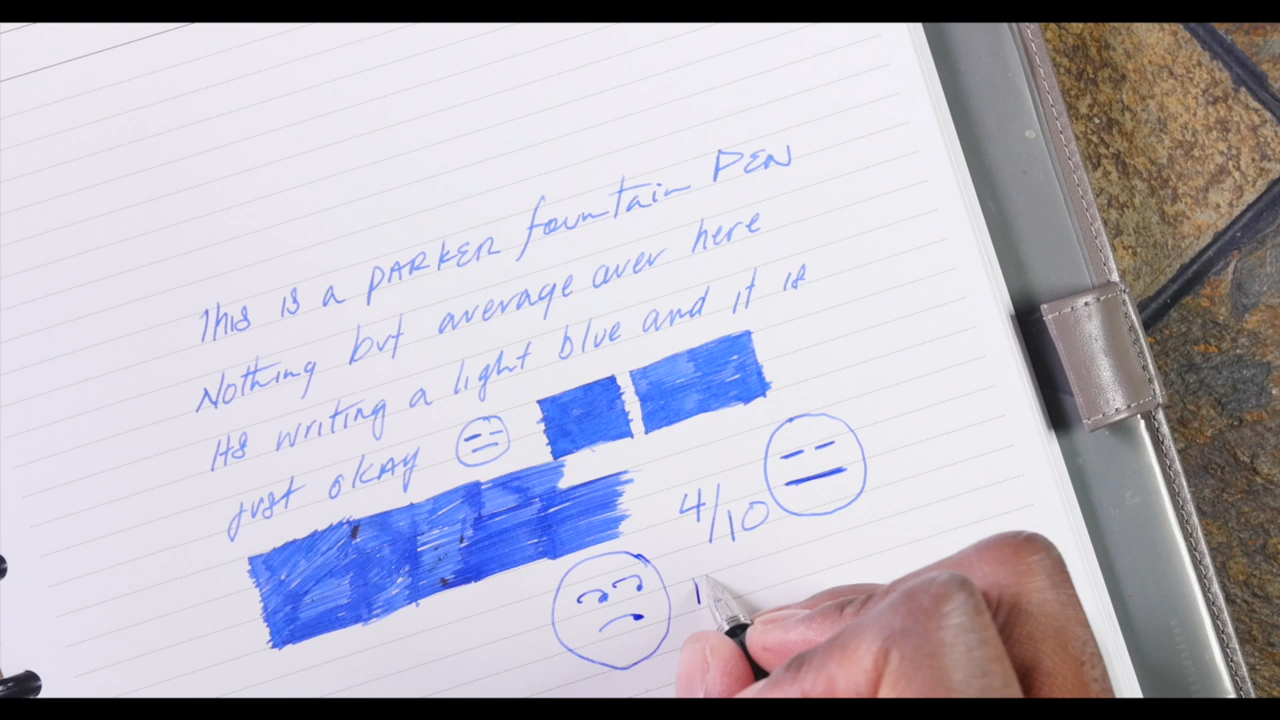 This is a PARKER fountain PEN
Nothing but average over here
Its writing a light blue and it is
just okay
4/10